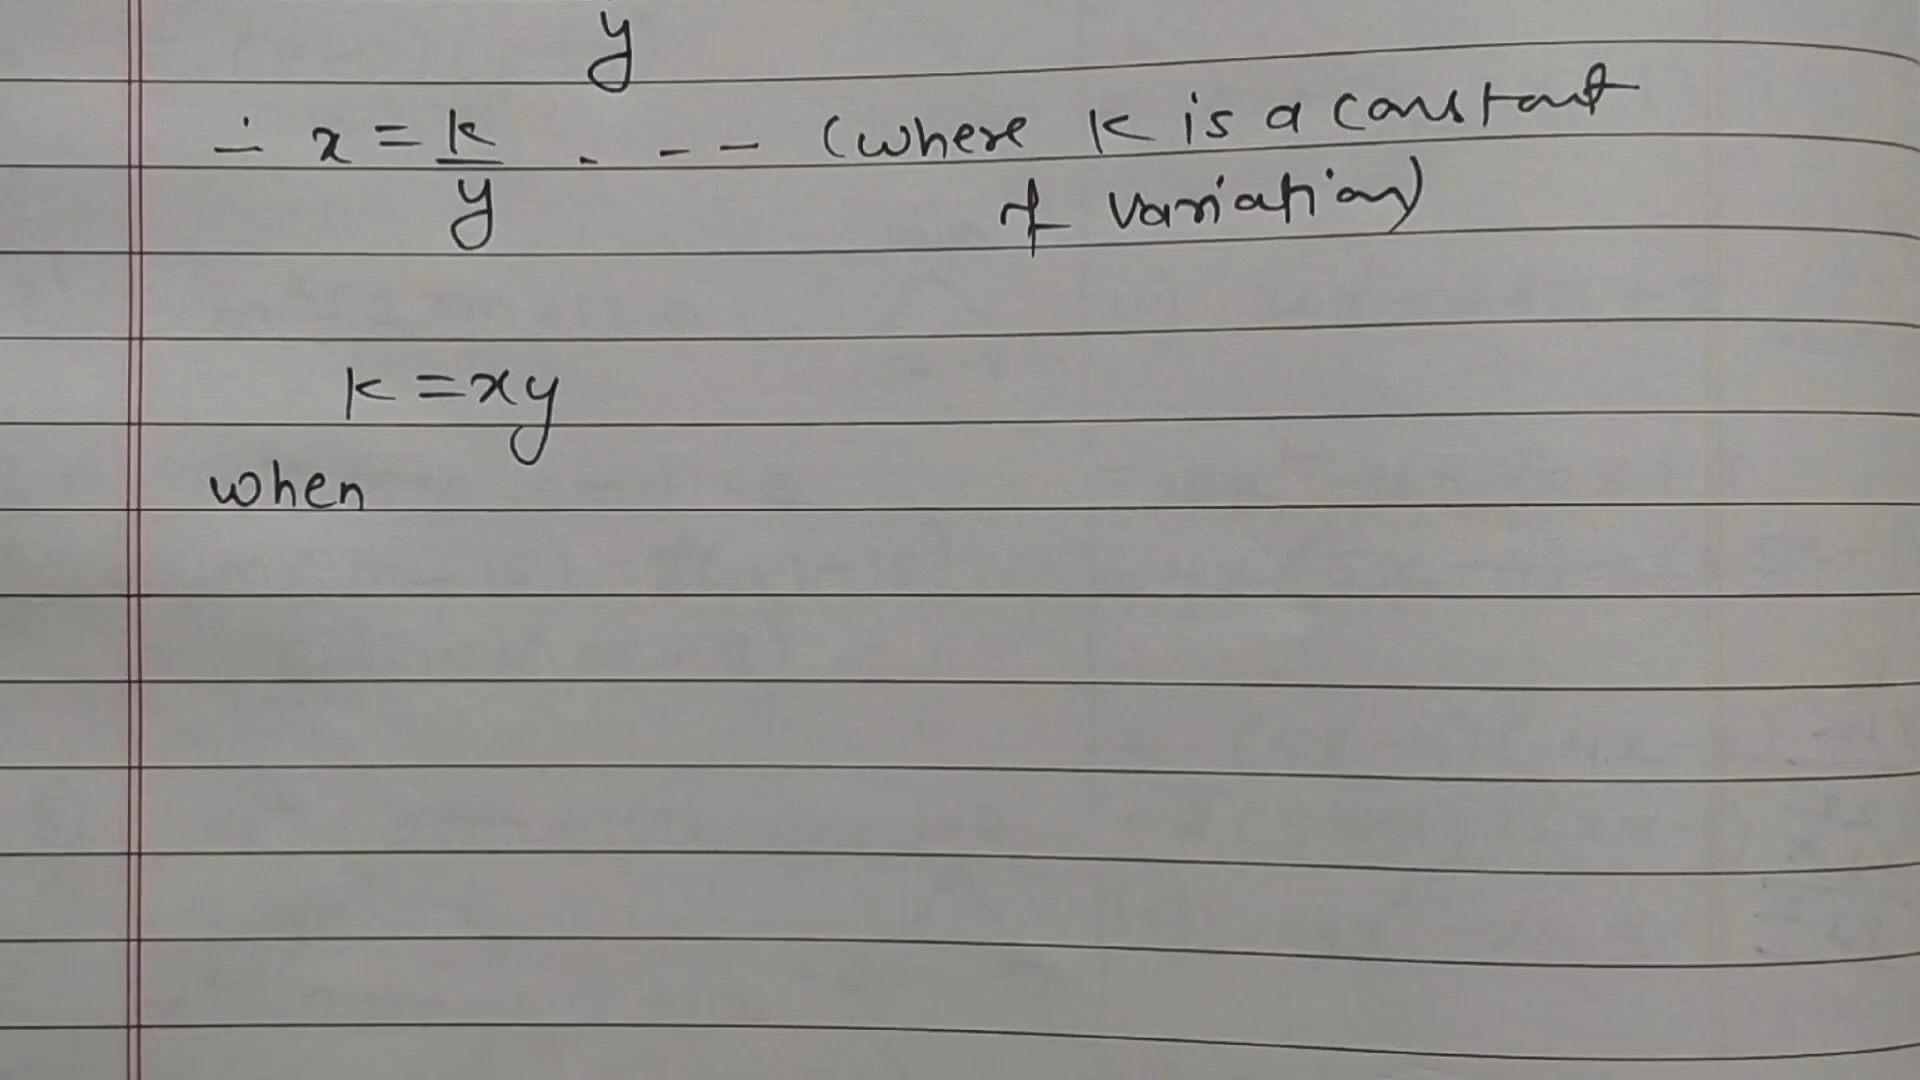 y
∴ x = k/y . - - - (where k is a constant
of variation)
k = xy
when